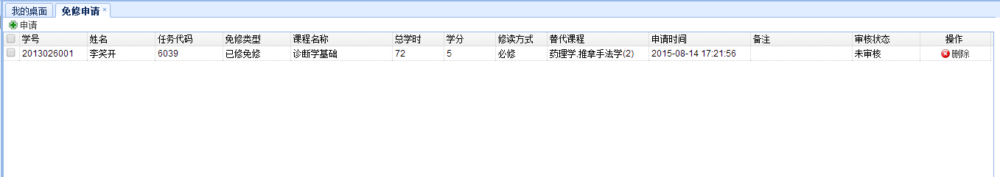 我的桌面 免修申请
申请
学号 姓名 任务代码 免修类型 课程名称 总学时 学分 修读方式 替代课程 申请时间 备注 审核状态 操作
2013026001 李笑开 6039 已修免修 诊断学基础 72 5 必修 药理学,推拿手法学(2) 2015-08-14 17:21:56 未审核 删除